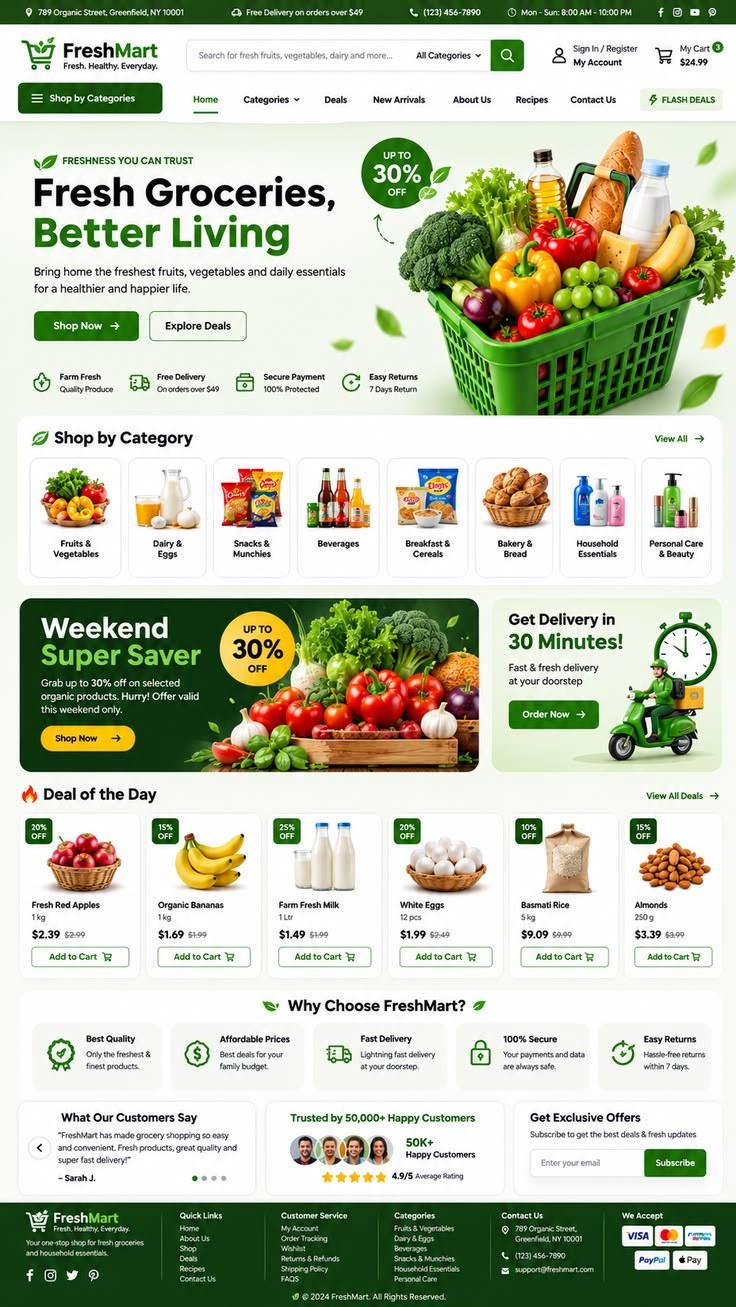 789 Organic Street, Greenfield, NY 10001
Free Delivery on orders over $49
(123) 456-7890
Mon - Sun: 8:00 AM - 10:00 PM
FreshMart
Fresh. Healthy. Everyday.
Search for fresh fruits, vegetables, dairy and more...
All Categories
Sign In / Register
My Account
My Cart
3
$24.99
Shop by Categories
Home
Categories
Deals
New Arrivals
About Us
Recipes
Contact Us
FLASH DEALS
FRESHNESS YOU CAN TRUST
Fresh Groceries,
Better Living
Bring home the freshest fruits, vegetables and daily essentials
for a healthier and happier life.
Shop Now
Explore Deals
UP TO
30%
OFF
Farm Fresh
Quality Produce
Free Delivery
On orders over $49
Secure Payment
100% Protected
Easy Returns
7 Days Return
Shop by Category
View All
Fruits &
Vegetables
Dairy &
Eggs
Snacks &
Munchies
Beverages
Breakfast &
Cereals
Bakery &
Bread
Household
Essentials
Personal Care
& Beauty
Weekend
Super Saver
Grab up to 30% off on selected
organic products. Hurry! Offer valid
this weekend only.
Shop Now
UP TO
30%
OFF
Get Delivery in
30 Minutes!
Fast & fresh delivery
at your doorstep
Order Now
Deal of the Day
View All Deals
20%
OFF
Fresh Red Apples
1 kg
$2.39 $2.99
Add to Cart
15%
OFF
Organic Bananas
1 kg
$1.69 $1.99
Add to Cart
25%
OFF
Farm Fresh Milk
1 Ltr
$1.49 $1.99
Add to Cart
20%
OFF
White Eggs
12 pcs
$1.99 $2.49
Add to Cart
10%
OFF
Basmati Rice
5 kg
$9.09 $9.99
Add to Cart
15%
OFF
Almonds
250 g
$3.39 $3.99
Add to Cart
Why Choose FreshMart?
Best Quality
Only the freshest &
finest products.
Affordable Prices
Best deals for your
family budget.
Fast Delivery
Lightning fast delivery
at your doorstep.
100% Secure
Your payments and data
are always safe.
Easy Returns
Hassle-free returns
within 7 days.
What Our Customers Say
"FreshMart has made grocery shopping so easy
and convenient. Fresh products, great quality and
super fast delivery!"
– Sarah J.
Trusted by 50,000+ Happy Customers
50K+
Happy Customers
4.9/5 Average Rating
Get Exclusive Offers
Subscribe to get the best deals & fresh updates
Enter your email
Subscribe
FreshMart
Fresh. Healthy. Everyday.
Your one-stop shop for fresh groceries
and household essentials.
Quick Links
Home
About Us
Shop
Deals
Recipes
Contact Us
Customer Service
My Account
Order Tracking
Wishlist
Returns & Refunds
Shipping Policy
FAQS
Categories
Fruits & Vegetables
Dairy & Eggs
Beverages
Snacks & Munchies
Household Essentials
Personal Care
Contact Us
789 Organic Street,
Greenfield, NY 10001
(123) 456-7890
support@freshmart.com
We Accept
VISA
PayPal
Pay
© 2024 FreshMart. All Rights Reserved.